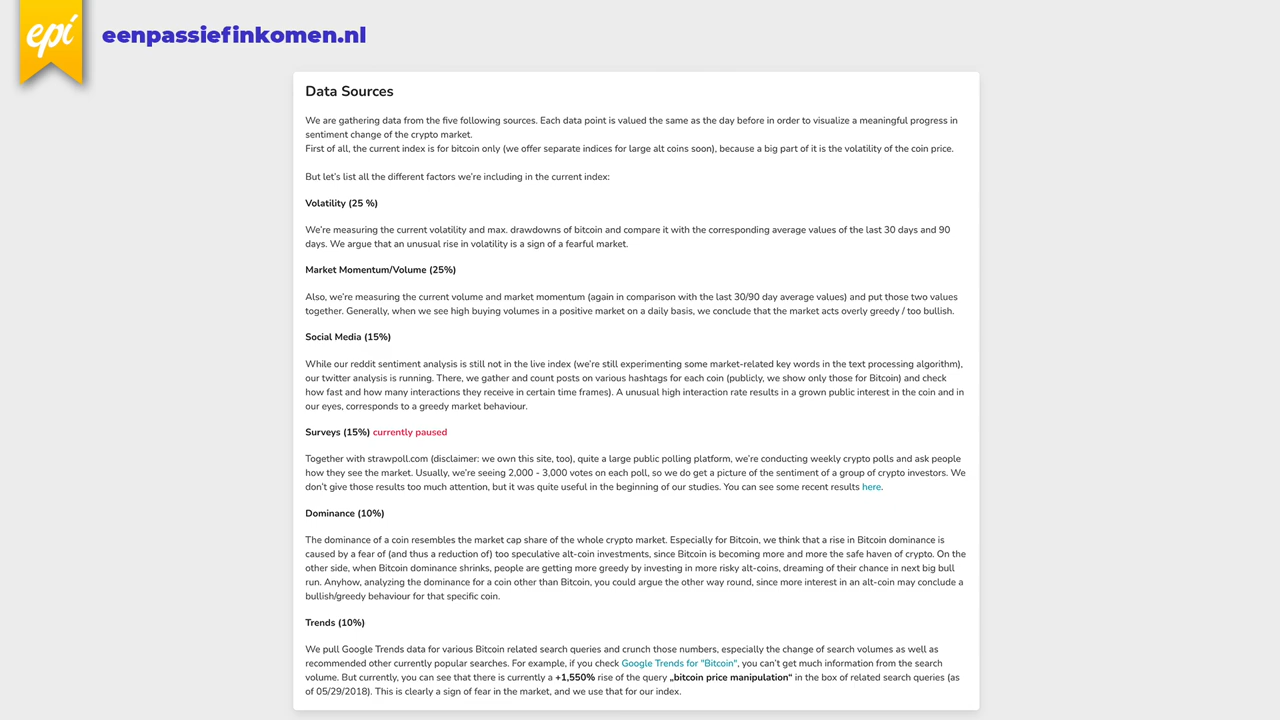 epi
eenpassiefinkomen.nl
Data Sources
We are gathering data from the five following sources. Each data point is valued the same as the day before in order to visualize a meaningful progress in
sentiment change of the crypto market.
First of all, the current index is for bitcoin only (we offer separate indices for large alt coins soon), because a big part of it is the volatility of the coin price.
But let's list all the different factors we're including in the current index:
Volatility (25 %)
We're measuring the current volatility and max. drawdowns of bitcoin and compare it with the corresponding average values of the last 30 days and 90
days. We argue that an unusual rise in volatility is a sign of a fearful market.
Market Momentum/Volume (25%)
Also, we're measuring the current volume and market momentum (again in comparison with the last 30/90 day average values) and put those two values
together. Generally, when we see high buying volumes in a positive market on a daily basis, we conclude that the market acts overly greedy / too bullish.
Social Media (15%)
While our reddit sentiment analysis is still not in the live index (we're still experimenting some market-related key words in the text processing algorithm),
our twitter analysis is running. There, we gather and count posts on various hashtags for each coin (publicly, we show only those for Bitcoin) and check
how fast and how many interactions they receive in certain time frames). A unusual high interaction rate results in a grown public interest in the coin and in
our eyes, corresponds to a greedy market behaviour.
Surveys (15%) currently paused
Together with strawpoll.com (disclaimer: we own this site, too), quite a large public polling platform, we're conducting weekly crypto polls and ask people
how they see the market. Usually, we're seeing 2,000 - 3,000 votes on each poll, so we do get a picture of the sentiment of a group of crypto investors. We
don't give those results too much attention, but it was quite useful in the beginning of our studies. You can see some recent results here.
Dominance (10%)
The dominance of a coin resembles the market cap share of the whole crypto market. Especially for Bitcoin, we think that a rise in Bitcoin dominance is
caused by a fear of (and thus a reduction of) too speculative alt-coin investments, since Bitcoin is becoming more and more the safe haven of crypto. On the
other side, when Bitcoin dominance shrinks, people are getting more greedy by investing in more risky alt-coins, dreaming of their chance in next big bull
run. Anyhow, analyzing the dominance for a coin other than Bitcoin, you could argue the other way round, since more interest in an alt-coin may conclude a
bullish/greedy behaviour for that specific coin.
Trends (10%)
We pull Google Trends data for various Bitcoin related search queries and crunch those numbers, especially the change of search volumes as well as
recommended other currently popular searches. For example, if you check Google Trends for "Bitcoin", you can't get much information from the search
volume. But currently, you can see that there is currently a +1,550% rise of the query „bitcoin price manipulation“ in the box of related search queries (as
of 05/29/2018). This is clearly a sign of fear in the market, and we use that for our index.